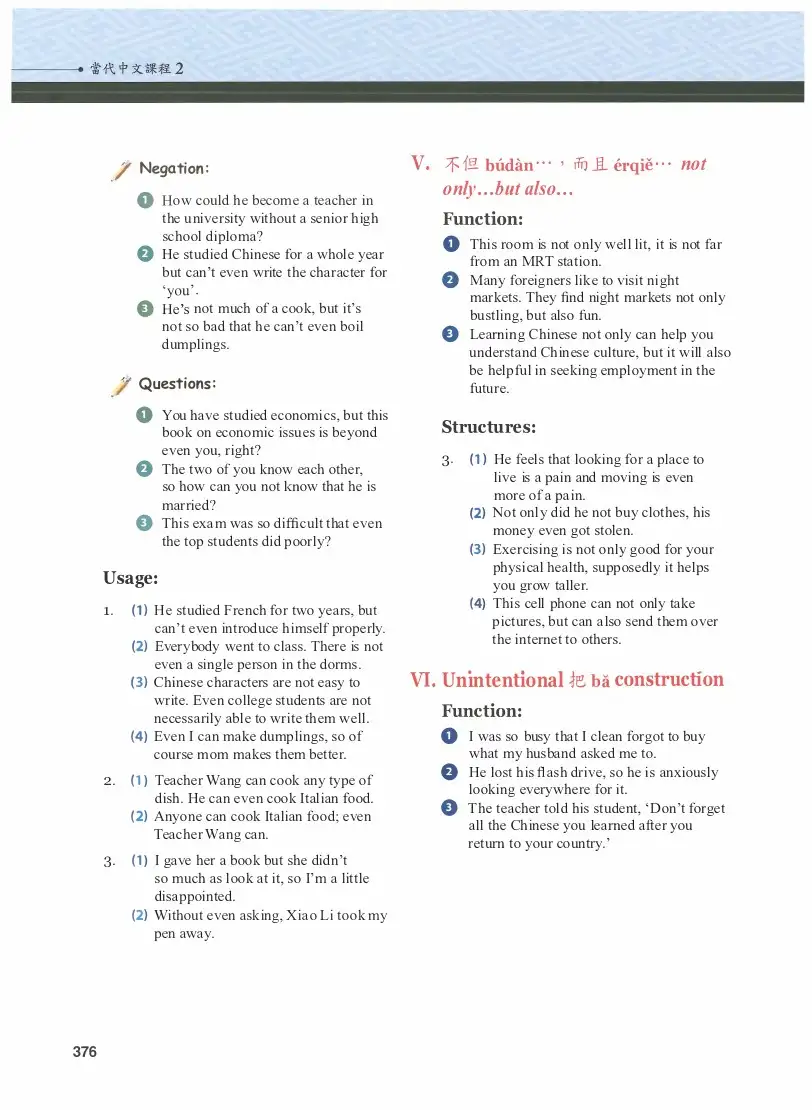 當代中文課程 2
Negation:
1 How could he become a teacher in
the university without a senior high
school diploma?
2 He studied Chinese for a whole year
but can't even write the character for
'you'.
3 He's not much of a cook, but it's
not so bad that he can't even boil
dumplings.
Questions:
1 You have studied economics, but this
book on economic issues is beyond
even you, right?
2 The two of you know each other,
so how can you not know that he is
married?
3 This exam was so difficult that even
the top students did poorly?
Usage:
1. (1) He studied French for two years, but
can't even introduce himself properly.
(2) Everybody went to class. There is not
even a single person in the dorms.
(3) Chinese characters are not easy to
write. Even college students are not
necessarily able to write them well.
(4) Even I can make dumplings, so of
course mom makes them better.
2. (1) Teacher Wang can cook any type of
dish. He can even cook Italian food.
(2) Anyone can cook Italian food; even
Teacher Wang can.
3. (1) I gave her a book but she didn't
so much as look at it, so I'm a little
disappointed.
(2) Without even asking, Xiao Li took my
pen away.
V. 不但 búdàn…，而且 érqiě… not
only…but also…
Function:
1 This room is not only well lit, it is not far
from an MRT station.
2 Many foreigners like to visit night
markets. They find night markets not only
bustling, but also fun.
3 Learning Chinese not only can help you
understand Chinese culture, but it will also
be helpful in seeking employment in the
future.
Structures:
3. (1) He feels that looking for a place to
live is a pain and moving is even
more of a pain.
(2) Not only did he not buy clothes, his
money even got stolen.
(3) Exercising is not only good for your
physical health, supposedly it helps
you grow taller.
(4) This cell phone can not only take
pictures, but can also send them over
the internet to others.
VI. Unintentional 把 bǎ construction
Function:
1 I was so busy that I clean forgot to buy
what my husband asked me to.
2 He lost his flash drive, so he is anxiously
looking everywhere for it.
3 The teacher told his student, 'Don't forget
all the Chinese you learned after you
return to your country.'
376